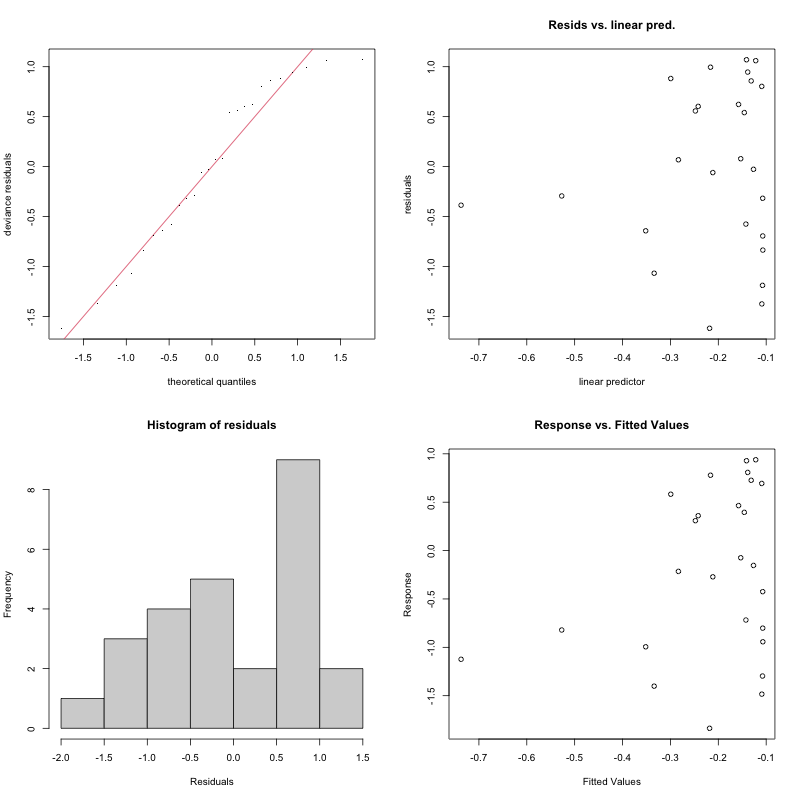 deviance residuals
1.0
0.5
0.0
-0.5
-1.0
-1.5
-1.5 -1.0 -0.5 0.0 0.5 1.0 1.5
theoretical quantiles
Resids vs. linear pred.
residuals
1.0
0.5
0.0
-0.5
-1.0
-1.5
-0.7 -0.6 -0.5 -0.4 -0.3 -0.2 -0.1
linear predictor
Histogram of residuals
Frequency
8
6
4
2
0
-2.0 -1.5 -1.0 -0.5 0.0 0.5 1.0 1.5
Residuals
Response vs. Fitted Values
Response
1.0
0.5
0.0
-0.5
-1.0
-1.5
-0.7 -0.6 -0.5 -0.4 -0.3 -0.2 -0.1
Fitted Values